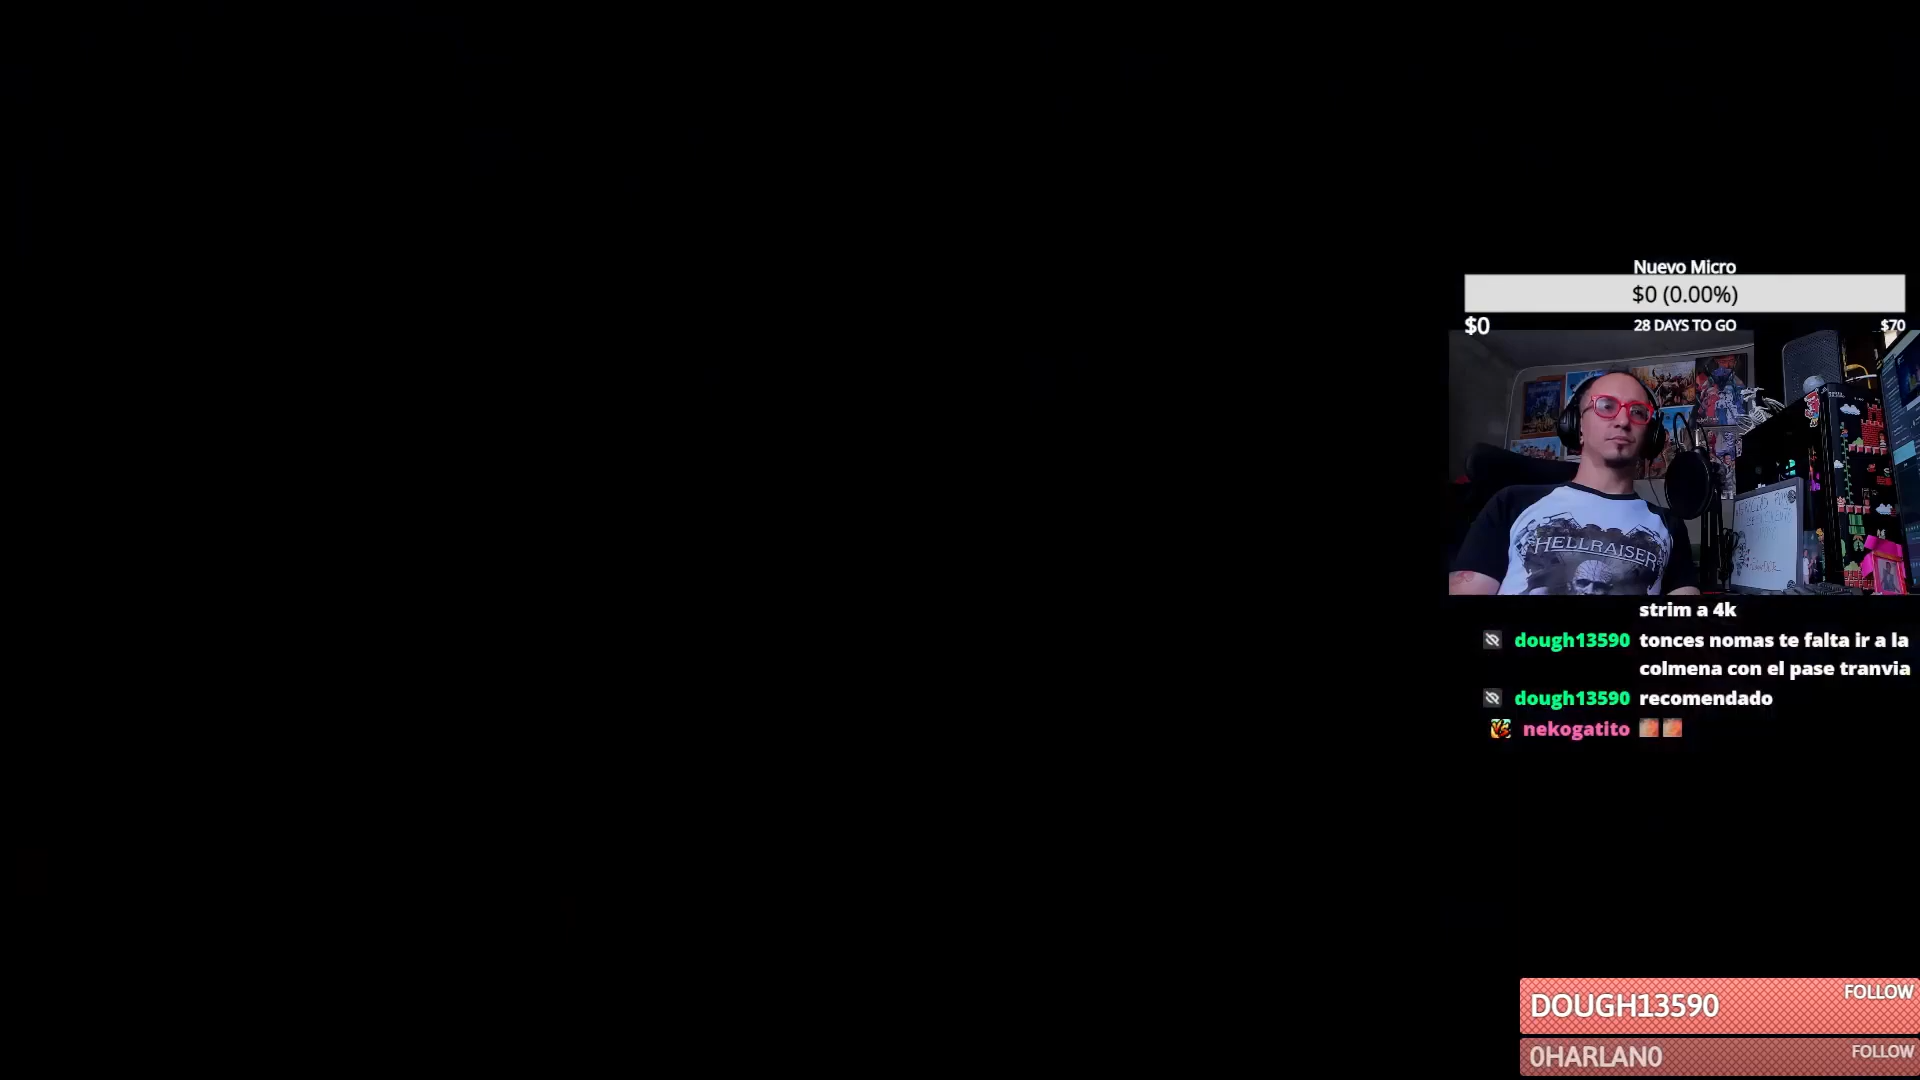 Nuevo Micro
$0 (0.00%)
$0 28 DAYS TO GO $70
HELLRAISER
strim a 4k
dough13590 tonces nomas te falta ir a la
colmena con el pase tranvia
dough13590 recomendado
nekogatito
DOUGH13590 FOLLOW
0HARLAN0 FOLLOW